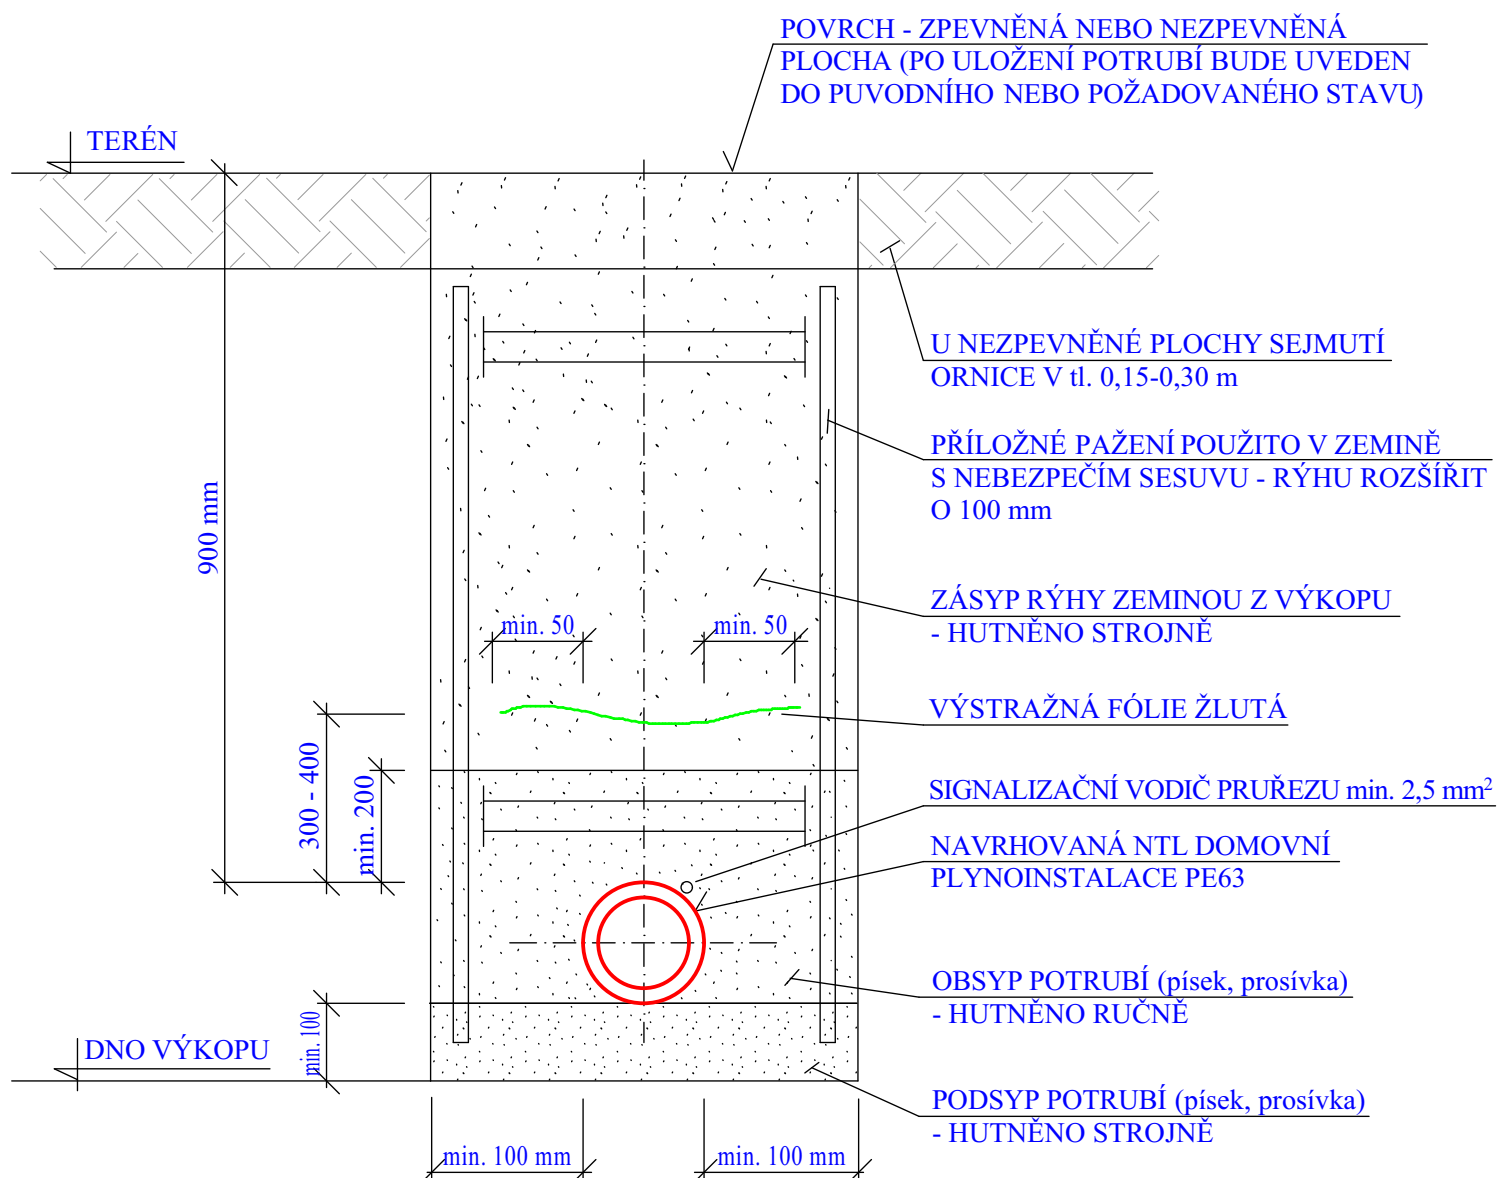 POVRCH - ZPEVNĚNÁ NEBO NEZPEVNĚNÁ
PLOCHA (PO ULOŽENÍ POTRUBÍ BUDE UVEDEN
DO PUVODNÍHO NEBO POŽADOVANÉHO STAVU)
TERÉN
U NEZPEVNĚNÉ PLOCHY SEJMUTÍ
ORNICE V tl. 0,15-0,30 m
PŘÍLOŽNÉ PAŽENÍ POUŽITO V ZEMINĚ
S NEBEZPEČÍM SESUVU - RÝHU ROZŠÍŘIT
O 100 mm
900 mm
ZÁSYP RÝHY ZEMINOU Z VÝKOPU
- HUTNĚNO STROJNĚ
min. 50
min. 50
VÝSTRAŽNÁ FÓLIE ŽLUTÁ
300 - 400
min. 200
SIGNALIZAČNÍ VODIČ PRUŘEZU min. 2,5 mm²
NAVRHOVANÁ NTL DOMOVNÍ
PLYNOINSTALACE PE63
OBSYP POTRUBÍ (písek, prosívka)
- HUTNĚNO RUČNĚ
min. 100
DNO VÝKOPU
PODSYP POTRUBÍ (písek, prosívka)
- HUTNĚNO STROJNĚ
min. 100 mm
min. 100 mm